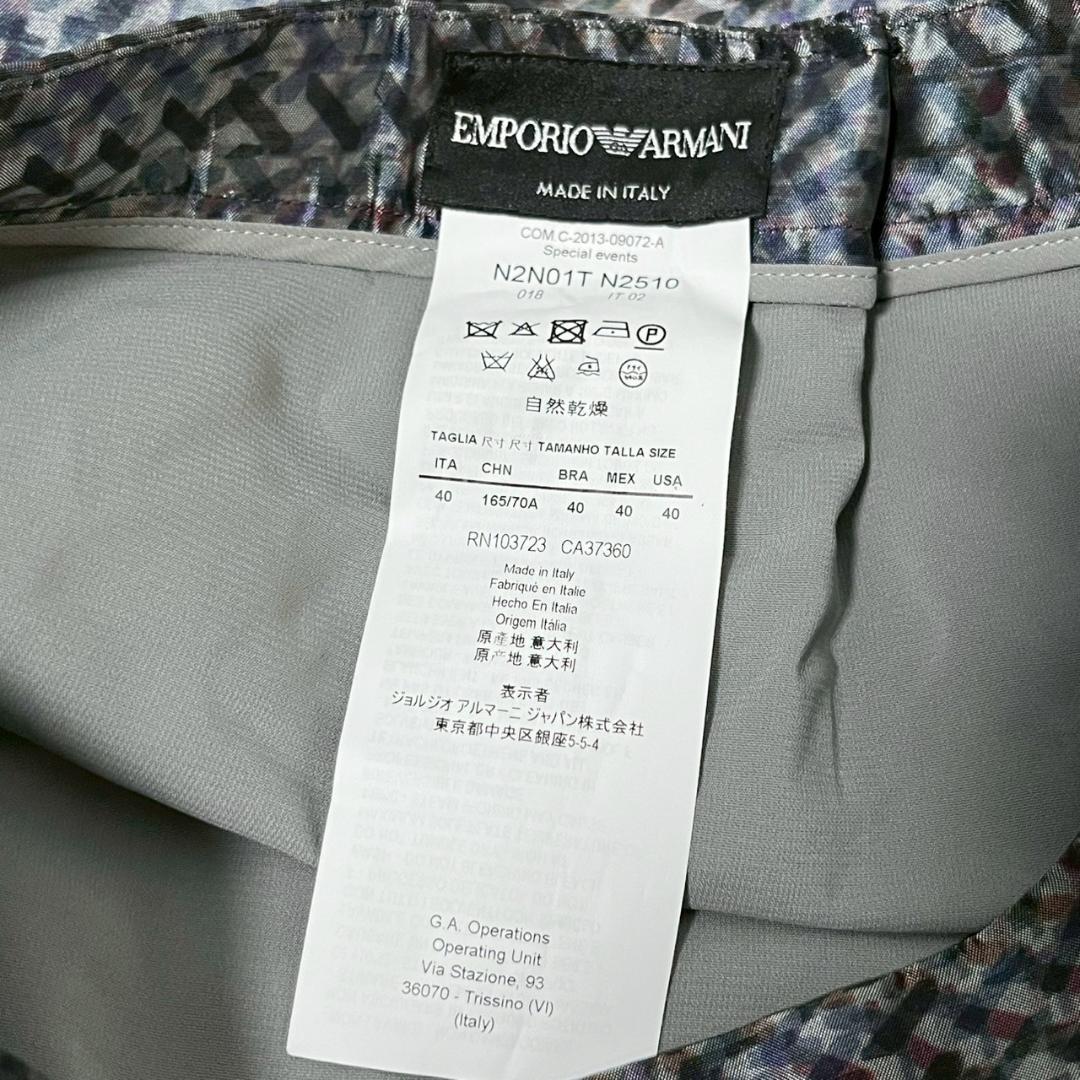 EMPORIO ARMANI
MADE IN ITALY
COM.C-2013-09072-A
Special events
N2N01T N2510
018 IT 02
P
自然乾燥
TAGLIA 尺寸 尺寸 TAMANHO TALLA SIZE
ITA CHN BRA MEX USA
40 165/70A 40 40 40
RN103723 CA37360
Made in Italy
Fabriqué en Italie
Hecho En Italia
Origem Itália
原產地 意大利
原产地 意大利
表示者
ジョルジオ アルマーニ ジャパン株式会社
東京都中央区銀座5-5-4
G.A. Operations
Operating Unit
Via Stazione, 93
36070 - Trissino (VI)
(Italy)